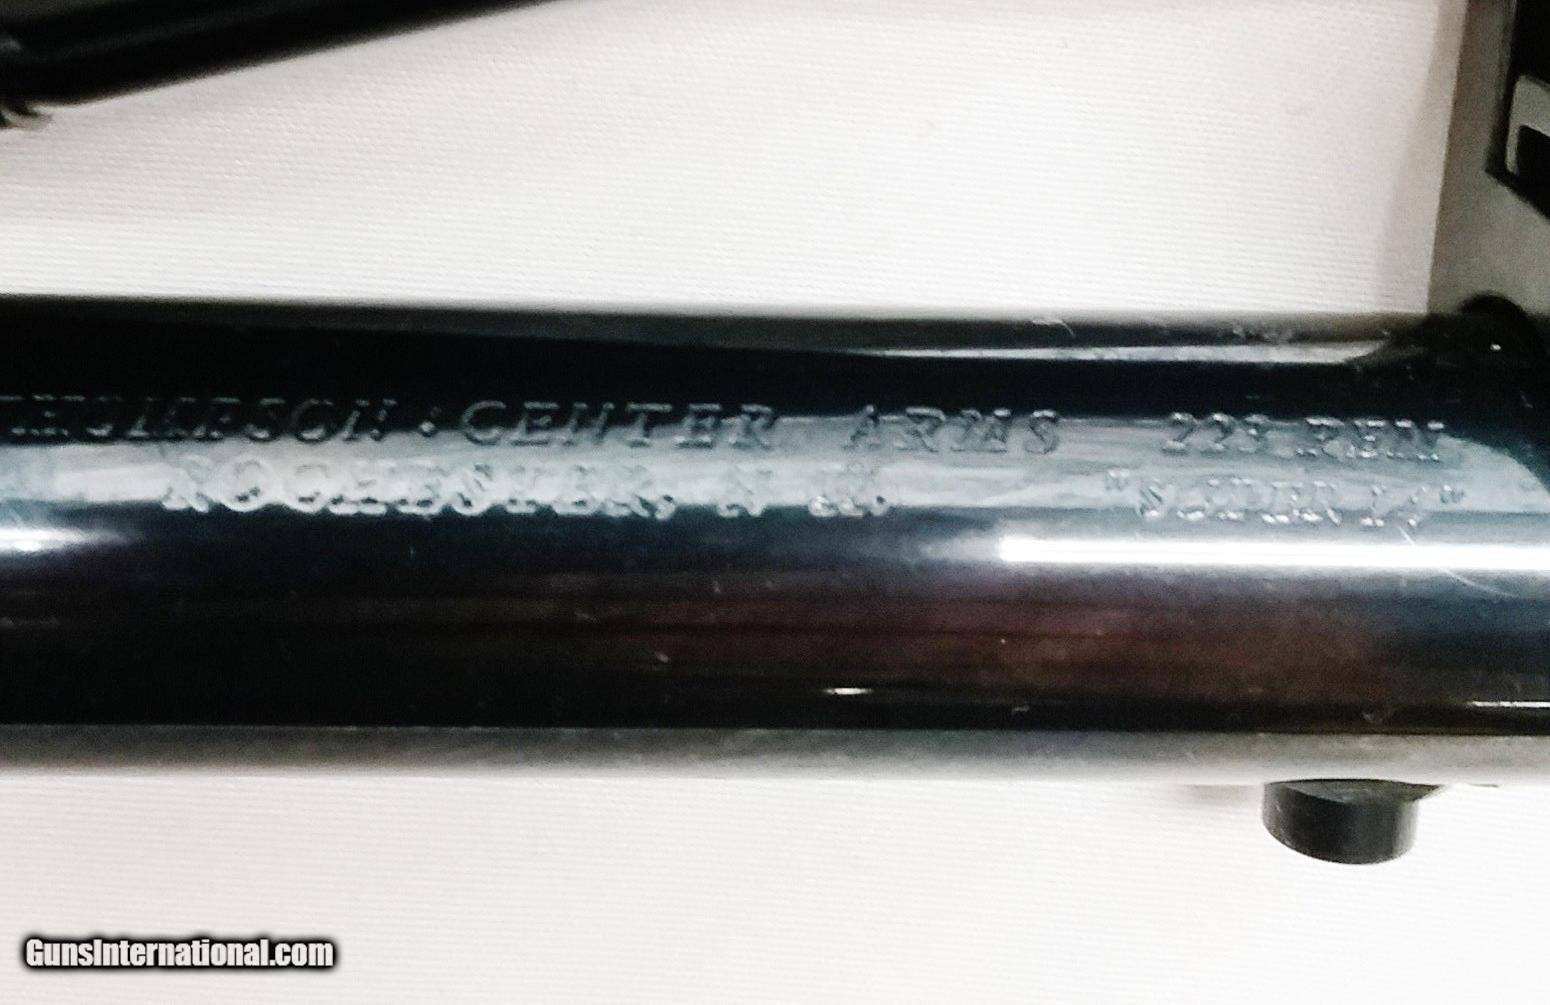 THOMPSON · CENTER ARMS 223 REM
ROCHESTER, N. H. "SUPER 14"
GunsInternational.com